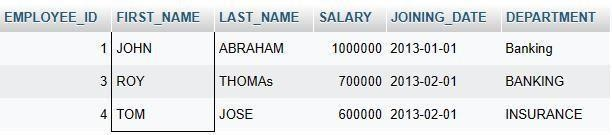 EMPLOYEE_ID FIRST_NAME LAST_NAME SALARY JOINING_DATE DEPARTMENT
1 JOHN ABRAHAM 1000000 2013-01-01 Banking
3 ROY THOMAs 700000 2013-02-01 BANKING
4 TOM JOSE 600000 2013-02-01 INSURANCE